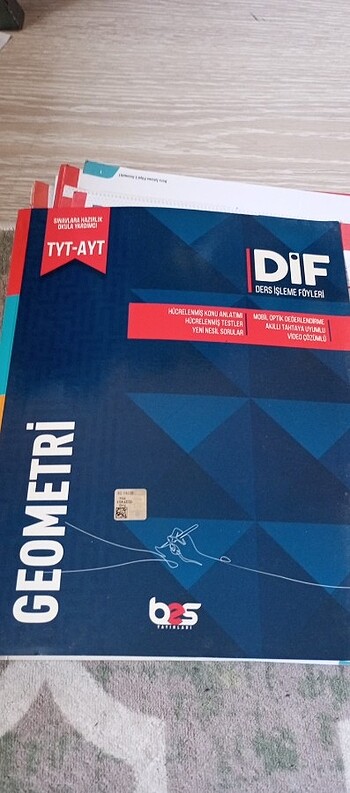 SINAVLARA HAZIRLIK
OKULA YARDIMCI
TYT-AYT
DİF
DERS İŞLEME FÖYLERİ
HÜCRELENMİŞ KONU ANLATIMI
HÜCRELENMİŞ TESTLER
YENİ NESİL SORULAR
MOBİL OPTİK DEĞERLENDİRME
AKILLI TAHTAYA UYUMLU
VİDEO ÇÖZÜMLÜ
GEOMETRİ
b2s
YAYINLARI